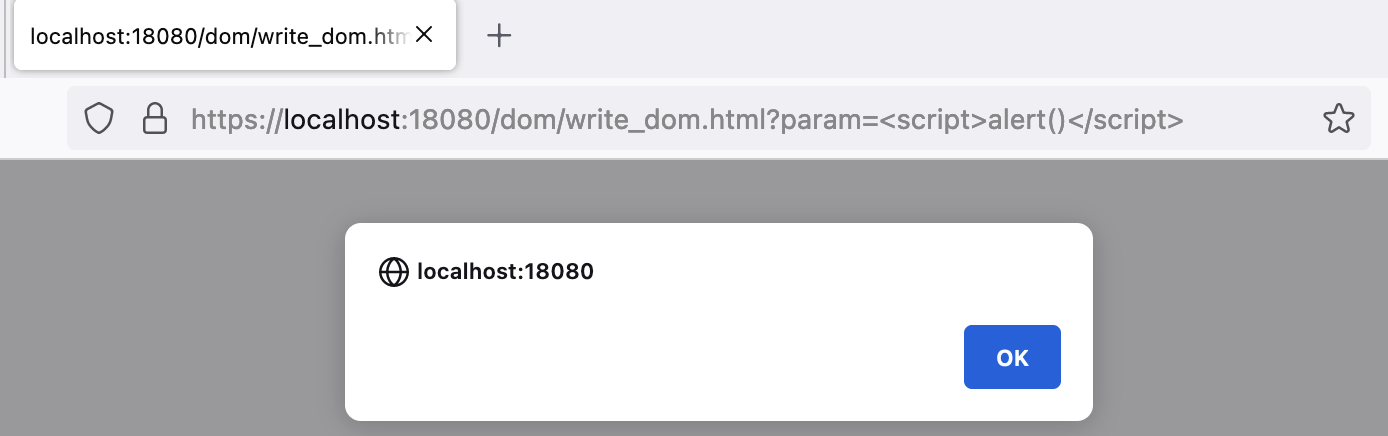 localhost:18080/dom/write_dom.htm
https://localhost:18080/dom/write_dom.html?param=<script>alert()</script>
localhost:18080
OK